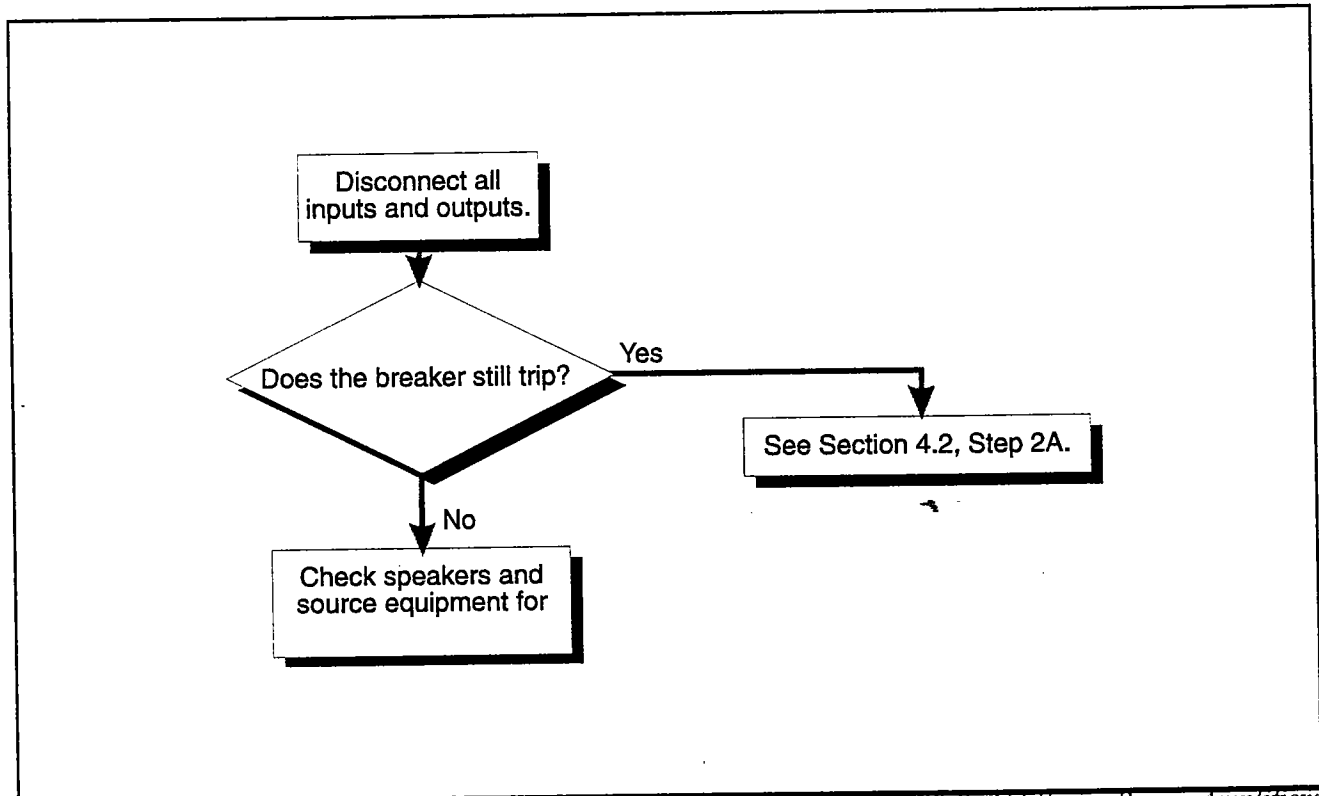 Disconnect all
inputs and outputs.
Does the breaker still trip?
Yes
See Section 4.2, Step 2A.
No
Check speakers and
source equipment for